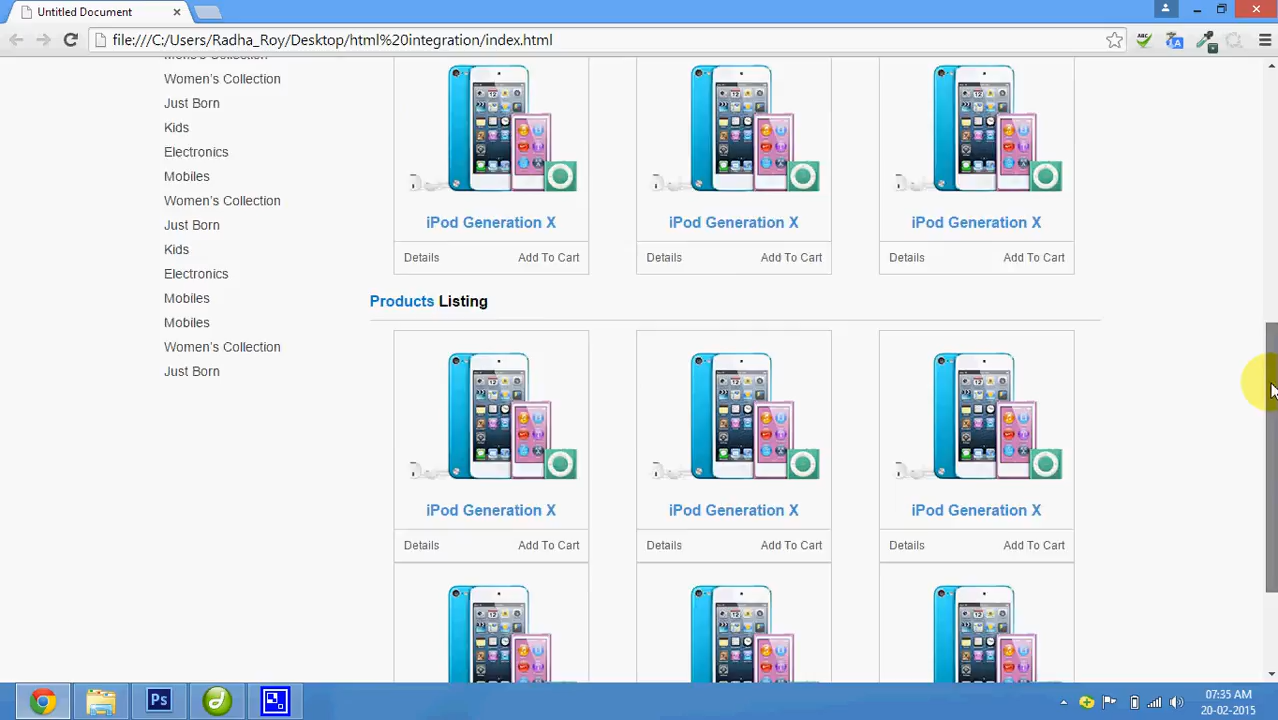 Untitled Document
file:///C:/Users/Radha_Roy/Desktop/html%20integration/index.html
Men's Collection
Women's Collection
Just Born
Kids
Electronics
Mobiles
Women's Collection
Just Born
Kids
Electronics
Mobiles
Mobiles
Women's Collection
Just Born
iPod Generation X iPod Generation X iPod Generation X
Details Add To Cart Details Add To Cart Details Add To Cart
Products Listing
iPod Generation X iPod Generation X iPod Generation X
Details Add To Cart Details Add To Cart Details Add To Cart
Ps
07:35 AM
20-02-2015